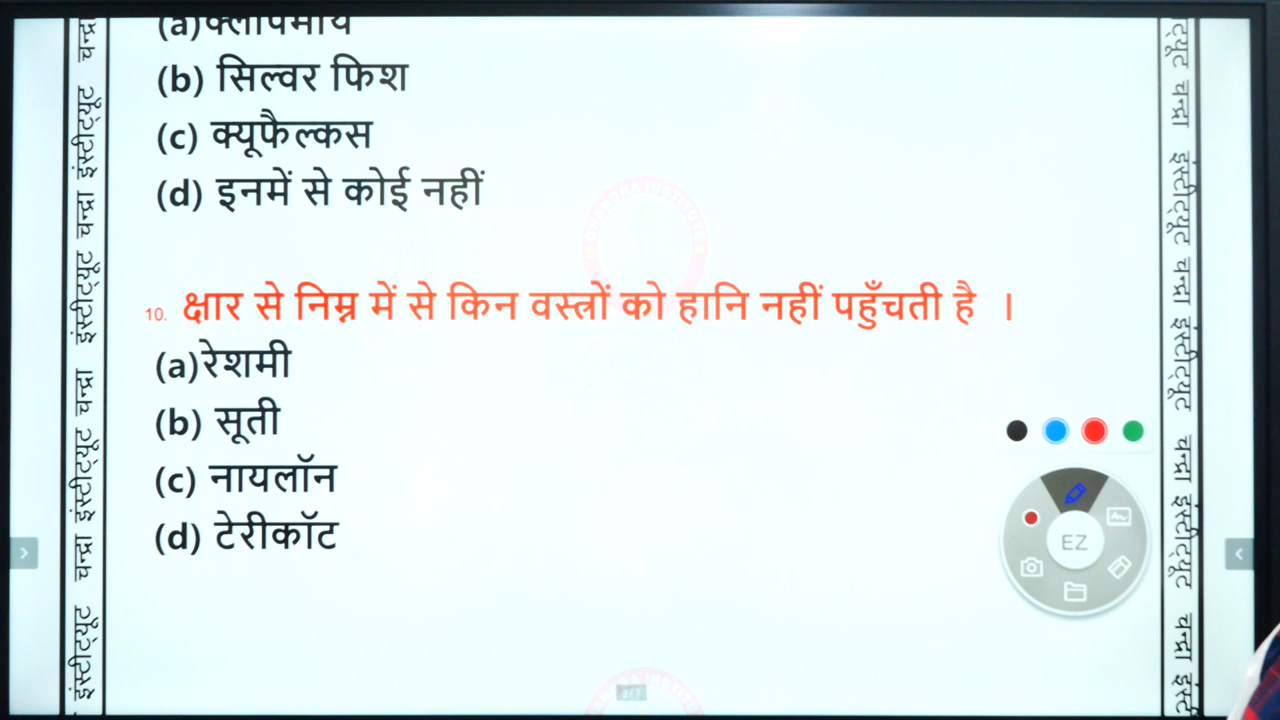 (a)क्लोपमाथ
(b) सिल्वर फिश
(c) क्यूफैल्कस
(d) इनमें से कोई नहीं
10. क्षार से निम्न में से किन वस्त्रों को हानि नहीं पहुँचती है ।
(a)रेशमी
(b) सूती
(c) नायलॉन
(d) टेरीकॉट
EZ
चन्द्रा इंस्टीट्यूट चन्द्रा इंस्टीट्यूट चन्द्रा इंस्टीट्यूट चन्द्रा इंस्टीट्यूट
चन्द्रा इंस्टीट्यूट चन्द्रा इंस्टीट्यूट चन्द्रा इंस्टीट्यूट चन्द्रा